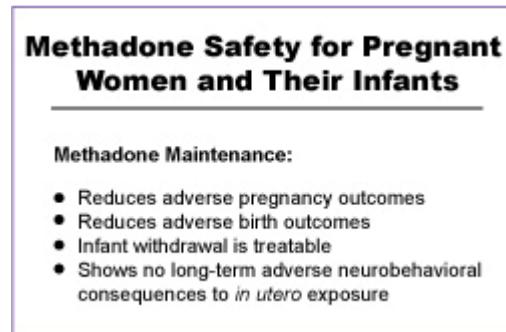 Methadone Safety for Pregnant
Women and Their Infants
Methadone Maintenance:
● Reduces adverse pregnancy outcomes
● Reduces adverse birth outcomes
● Infant withdrawal is treatable
● Shows no long-term adverse neurobehavioral
consequences to in utero exposure